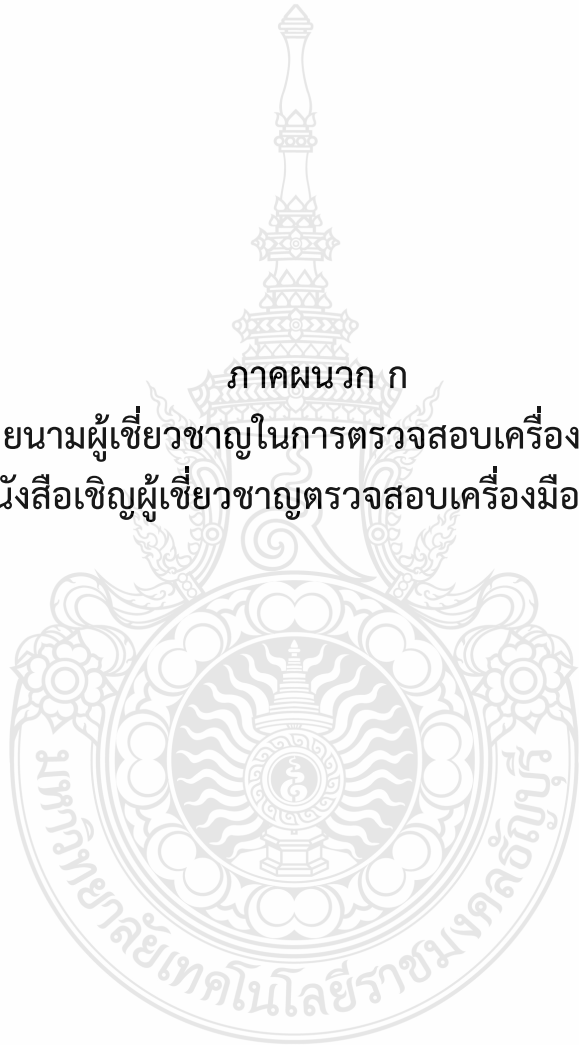 ภาคผนวก ก
ยนามผู้เชี่ยวชาญในการตรวจสอบเครื่อง
นังสือเชิญผู้เชี่ยวชาญตรวจสอบเครื่องมือ
มหาวิทยาลัยเทคโนโลยีราชมงคลธัญบุรี